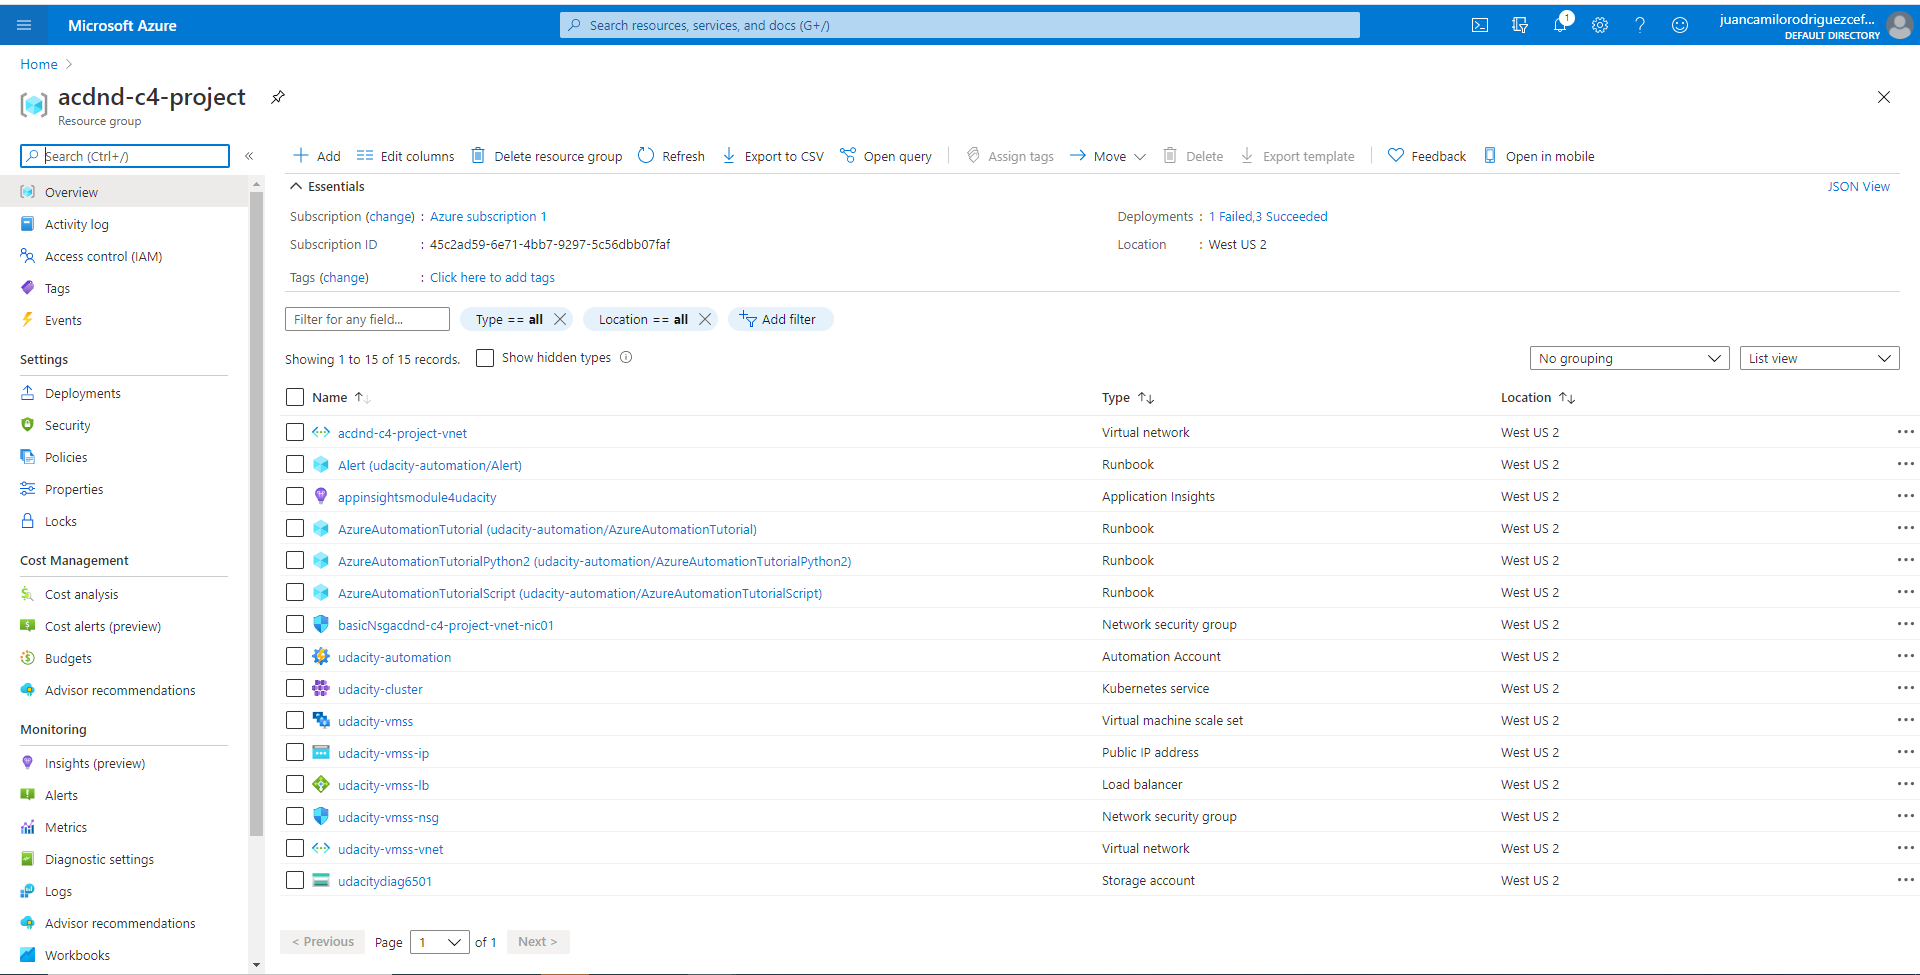 Microsoft Azure
Search resources, services, and docs (G+/)
1
juancamilorodriguezcef...
DEFAULT DIRECTORY
Home >
acdnd-c4-project
Resource group
Search (Ctrl+/)
«
Add
Edit columns
Delete resource group
Refresh
Export to CSV
Open query
Assign tags
Move
Delete
Export template
Feedback
Open in mobile
Overview
Activity log
Access control (IAM)
Tags
Events
Settings
Deployments
Security
Policies
Properties
Locks
Cost Management
Cost analysis
Cost alerts (preview)
Budgets
Advisor recommendations
Monitoring
Insights (preview)
Alerts
Metrics
Diagnostic settings
Logs
Advisor recommendations
Workbooks
Essentials
JSON View
Subscription (change) : Azure subscription 1
Deployments : 1 Failed,3 Succeeded
Subscription ID : 45c2ad59-6e71-4bb7-9297-5c56dbb07faf
Location : West US 2
Tags (change) : Click here to add tags
Filter for any field...
Type == all
Location == all
Add filter
Showing 1 to 15 of 15 records.
Show hidden types
No grouping
List view
Name Type Location
acdnd-c4-project-vnet Virtual network West US 2 ...
Alert (udacity-automation/Alert) Runbook West US 2 ...
appinsightsmodule4udacity Application Insights West US 2 ...
AzureAutomationTutorial (udacity-automation/AzureAutomationTutorial) Runbook West US 2 ...
AzureAutomationTutorialPython2 (udacity-automation/AzureAutomationTutorialPython2) Runbook West US 2 ...
AzureAutomationTutorialScript (udacity-automation/AzureAutomationTutorialScript) Runbook West US 2 ...
basicNsgacdnd-c4-project-vnet-nic01 Network security group West US 2 ...
udacity-automation Automation Account West US 2 ...
udacity-cluster Kubernetes service West US 2 ...
udacity-vmss Virtual machine scale set West US 2 ...
udacity-vmss-ip Public IP address West US 2 ...
udacity-vmss-lb Load balancer West US 2 ...
udacity-vmss-nsg Network security group West US 2 ...
udacity-vmss-vnet Virtual network West US 2 ...
udacitydiag6501 Storage account West US 2 ...
< Previous Page 1 of 1 Next >